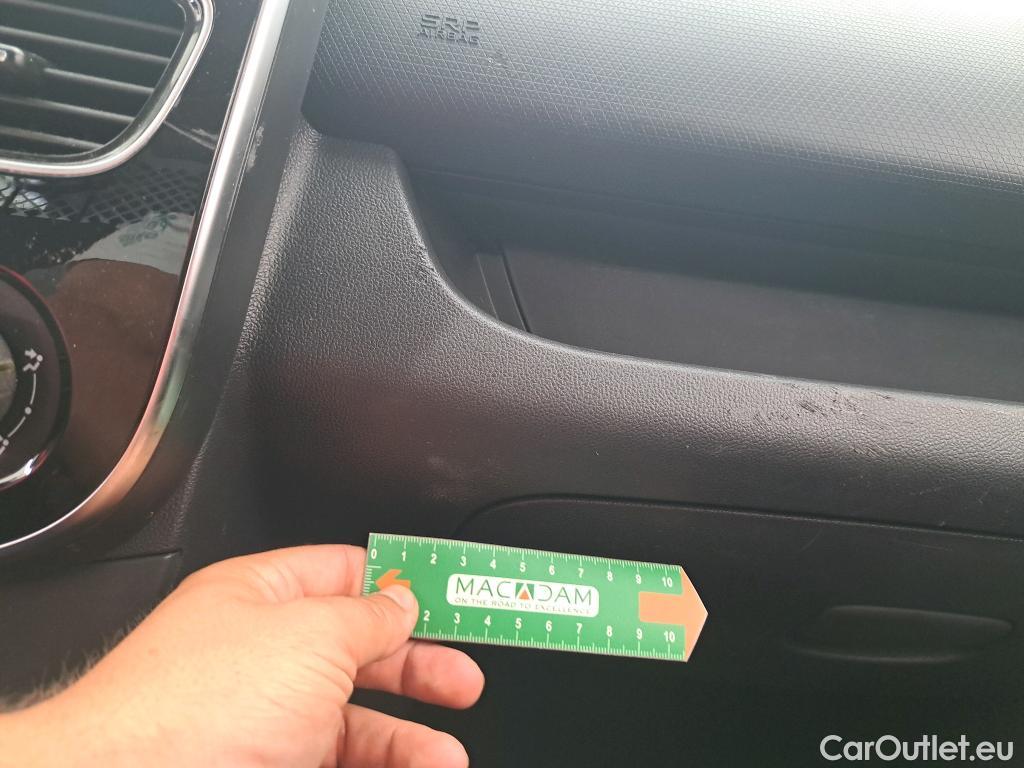 SRP
AIRBAG
0 1 2 3 4 5 6 7 8 9 10
MACADAM
ON THE ROAD TO EXCELLENCE
2 3 4 5 6 7 8 9 10
CarOutlet.eu